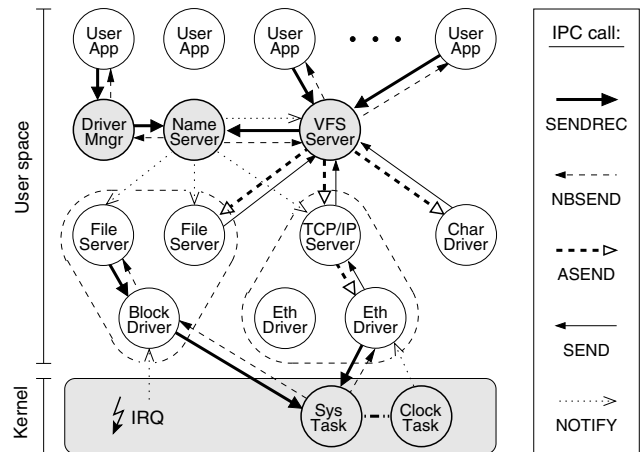 User
App
User
App
User
App
User
App
IPC call:
User space
Driver
Mngr
Name
Server
VFS
Server
SENDREC
NBSEND
File
Server
File
Server
TCP/IP
Server
Char
Driver
ASEND
Block
Driver
Eth
Driver
Eth
Driver
SEND
Kernel
IRQ
Sys
Task
Clock
Task
NOTIFY